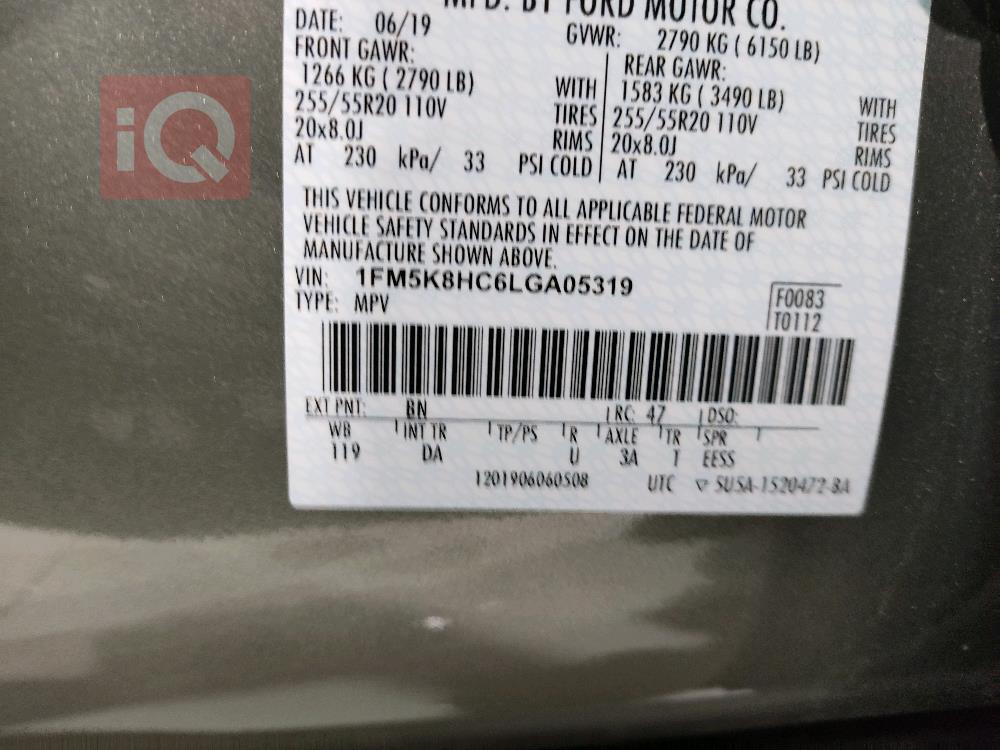 MFD. BY FORD MOTOR CO.
DATE: 06/19 GVWR: 2790 KG ( 6150 LB)
FRONT GAWR: REAR GAWR:
1266 KG ( 2790 LB) WITH 1583 KG ( 3490 LB) WITH
255/55R20 110V TIRES 255/55R20 110V TIRES
20x8.0J RIMS 20x8.0J RIMS
AT 230 kPa/ 33 PSI COLD AT 230 kPa/ 33 PSI COLD
THIS VEHICLE CONFORMS TO ALL APPLICABLE FEDERAL MOTOR
VEHICLE SAFETY STANDARDS IN EFFECT ON THE DATE OF
MANUFACTURE SHOWN ABOVE.
VIN: 1FM5K8HC6LGA05319
TYPE: MPV
F0083
T0112
EXT PNT: BN RC: 47 DSO:
WB INT TR TP/PS R AXLE TR SPR
119 DA U 3A T EESS
1201906060508 UTC ▽ SU5A-1520472-BA
iQ